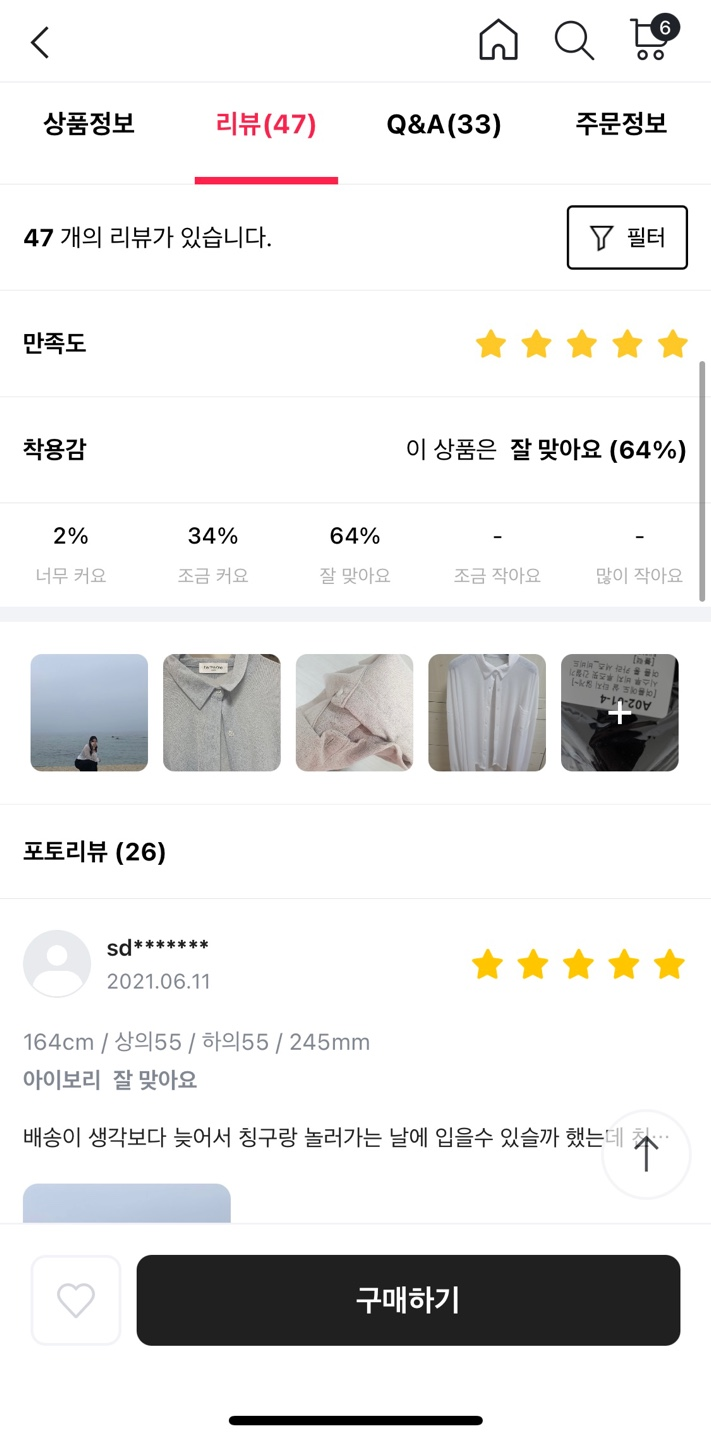 6
상품정보 리뷰(47) Q&A(33) 주문정보
47 개의 리뷰가 있습니다. 필터
만족도
착용감 이 상품은 잘 맞아요 (64%)
2% 34% 64% - -
너무 커요 조금 커요 잘 맞아요 조금 작아요 많이 작아요
A02-01-4
+
포토리뷰 (26)
sd*******
2021.06.11
164cm / 상의55 / 하의55 / 245mm
아이보리 잘 맞아요
배송이 생각보다 늦어서 칭구랑 놀러가는 날에 입을수 있슬까 했는데 칭…
구매하기